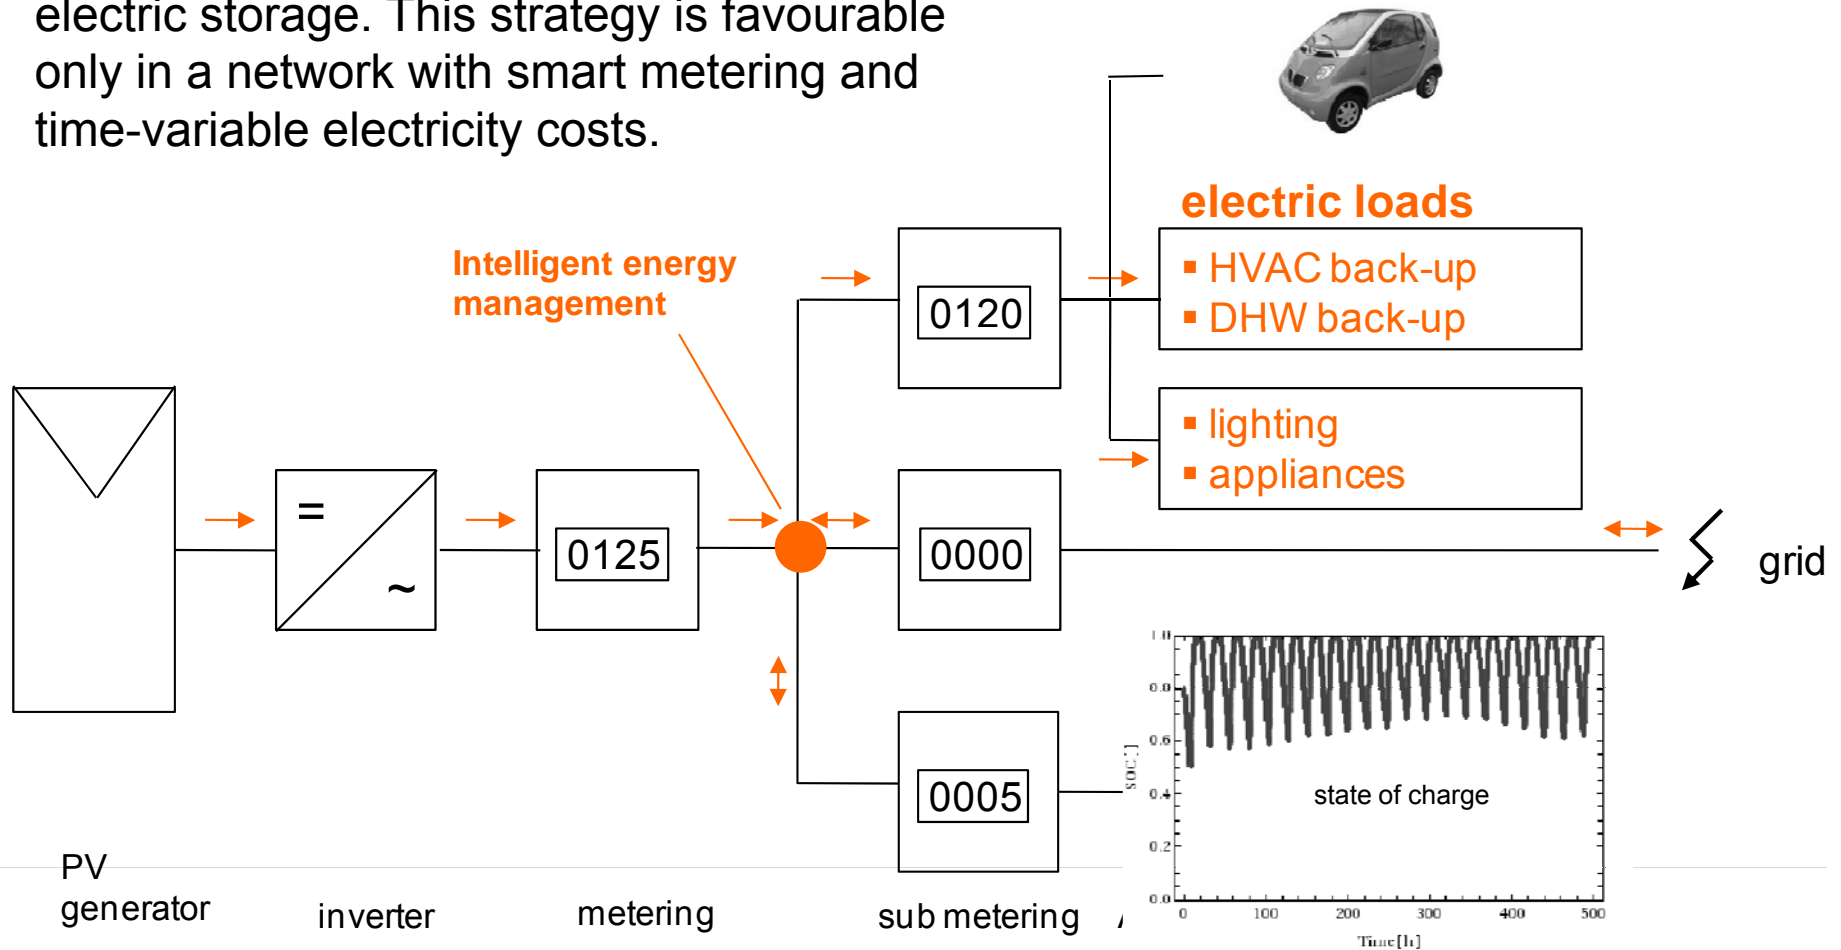 electric storage. This strategy is favourable
only in a network with smart metering and
time-variable electricity costs.
electric loads
Intelligent energy
management
▪ HVAC back-up
▪ DHW back-up
0120
▪ lighting
▪ appliances
=
~
0125
0000
grid
0005
1.0
0.8
0.6
0.4
0.2
0.0
SOC [ ]
state of charge
0 100 200 300 400 500
Time [h]
PV
generator
inverter
metering
sub metering